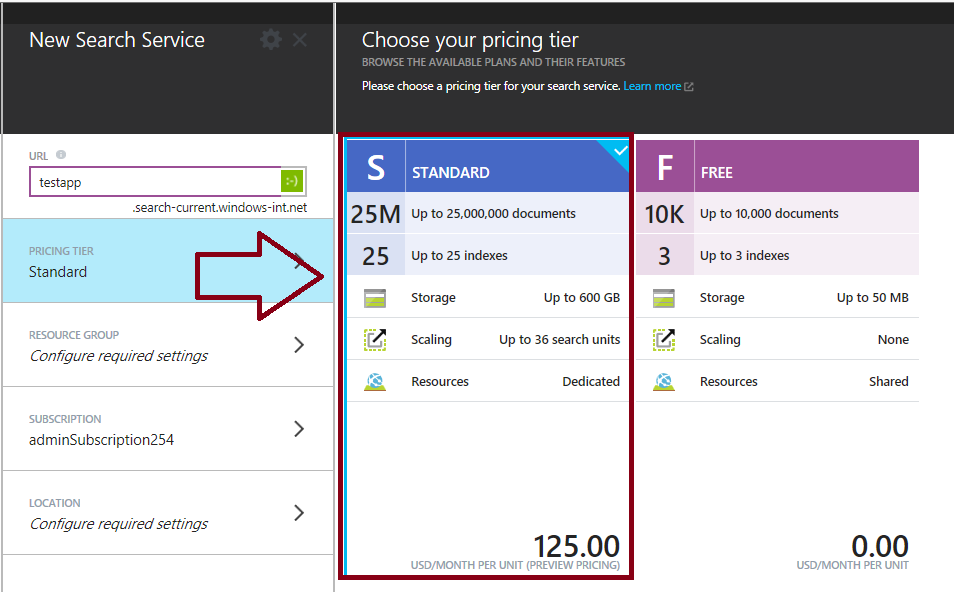 New Search Service
URL
testapp
:-)
.search-current.windows-int.net
PRICING TIER
Standard
RESOURCE GROUP
Configure required settings
SUBSCRIPTION
adminSubscription254
LOCATION
Configure required settings
Choose your pricing tier
BROWSE THE AVAILABLE PLANS AND THEIR FEATURES
Please choose a pricing tier for your search service. Learn more
S STANDARD
25M Up to 25,000,000 documents
25 Up to 25 indexes
Storage Up to 600 GB
Scaling Up to 36 search units
Resources Dedicated
125.00
USD/MONTH PER UNIT (PREVIEW PRICING)
F FREE
10K Up to 10,000 documents
3 Up to 3 indexes
Storage Up to 50 MB
Scaling None
Resources Shared
0.00
USD/MONTH PER UNIT